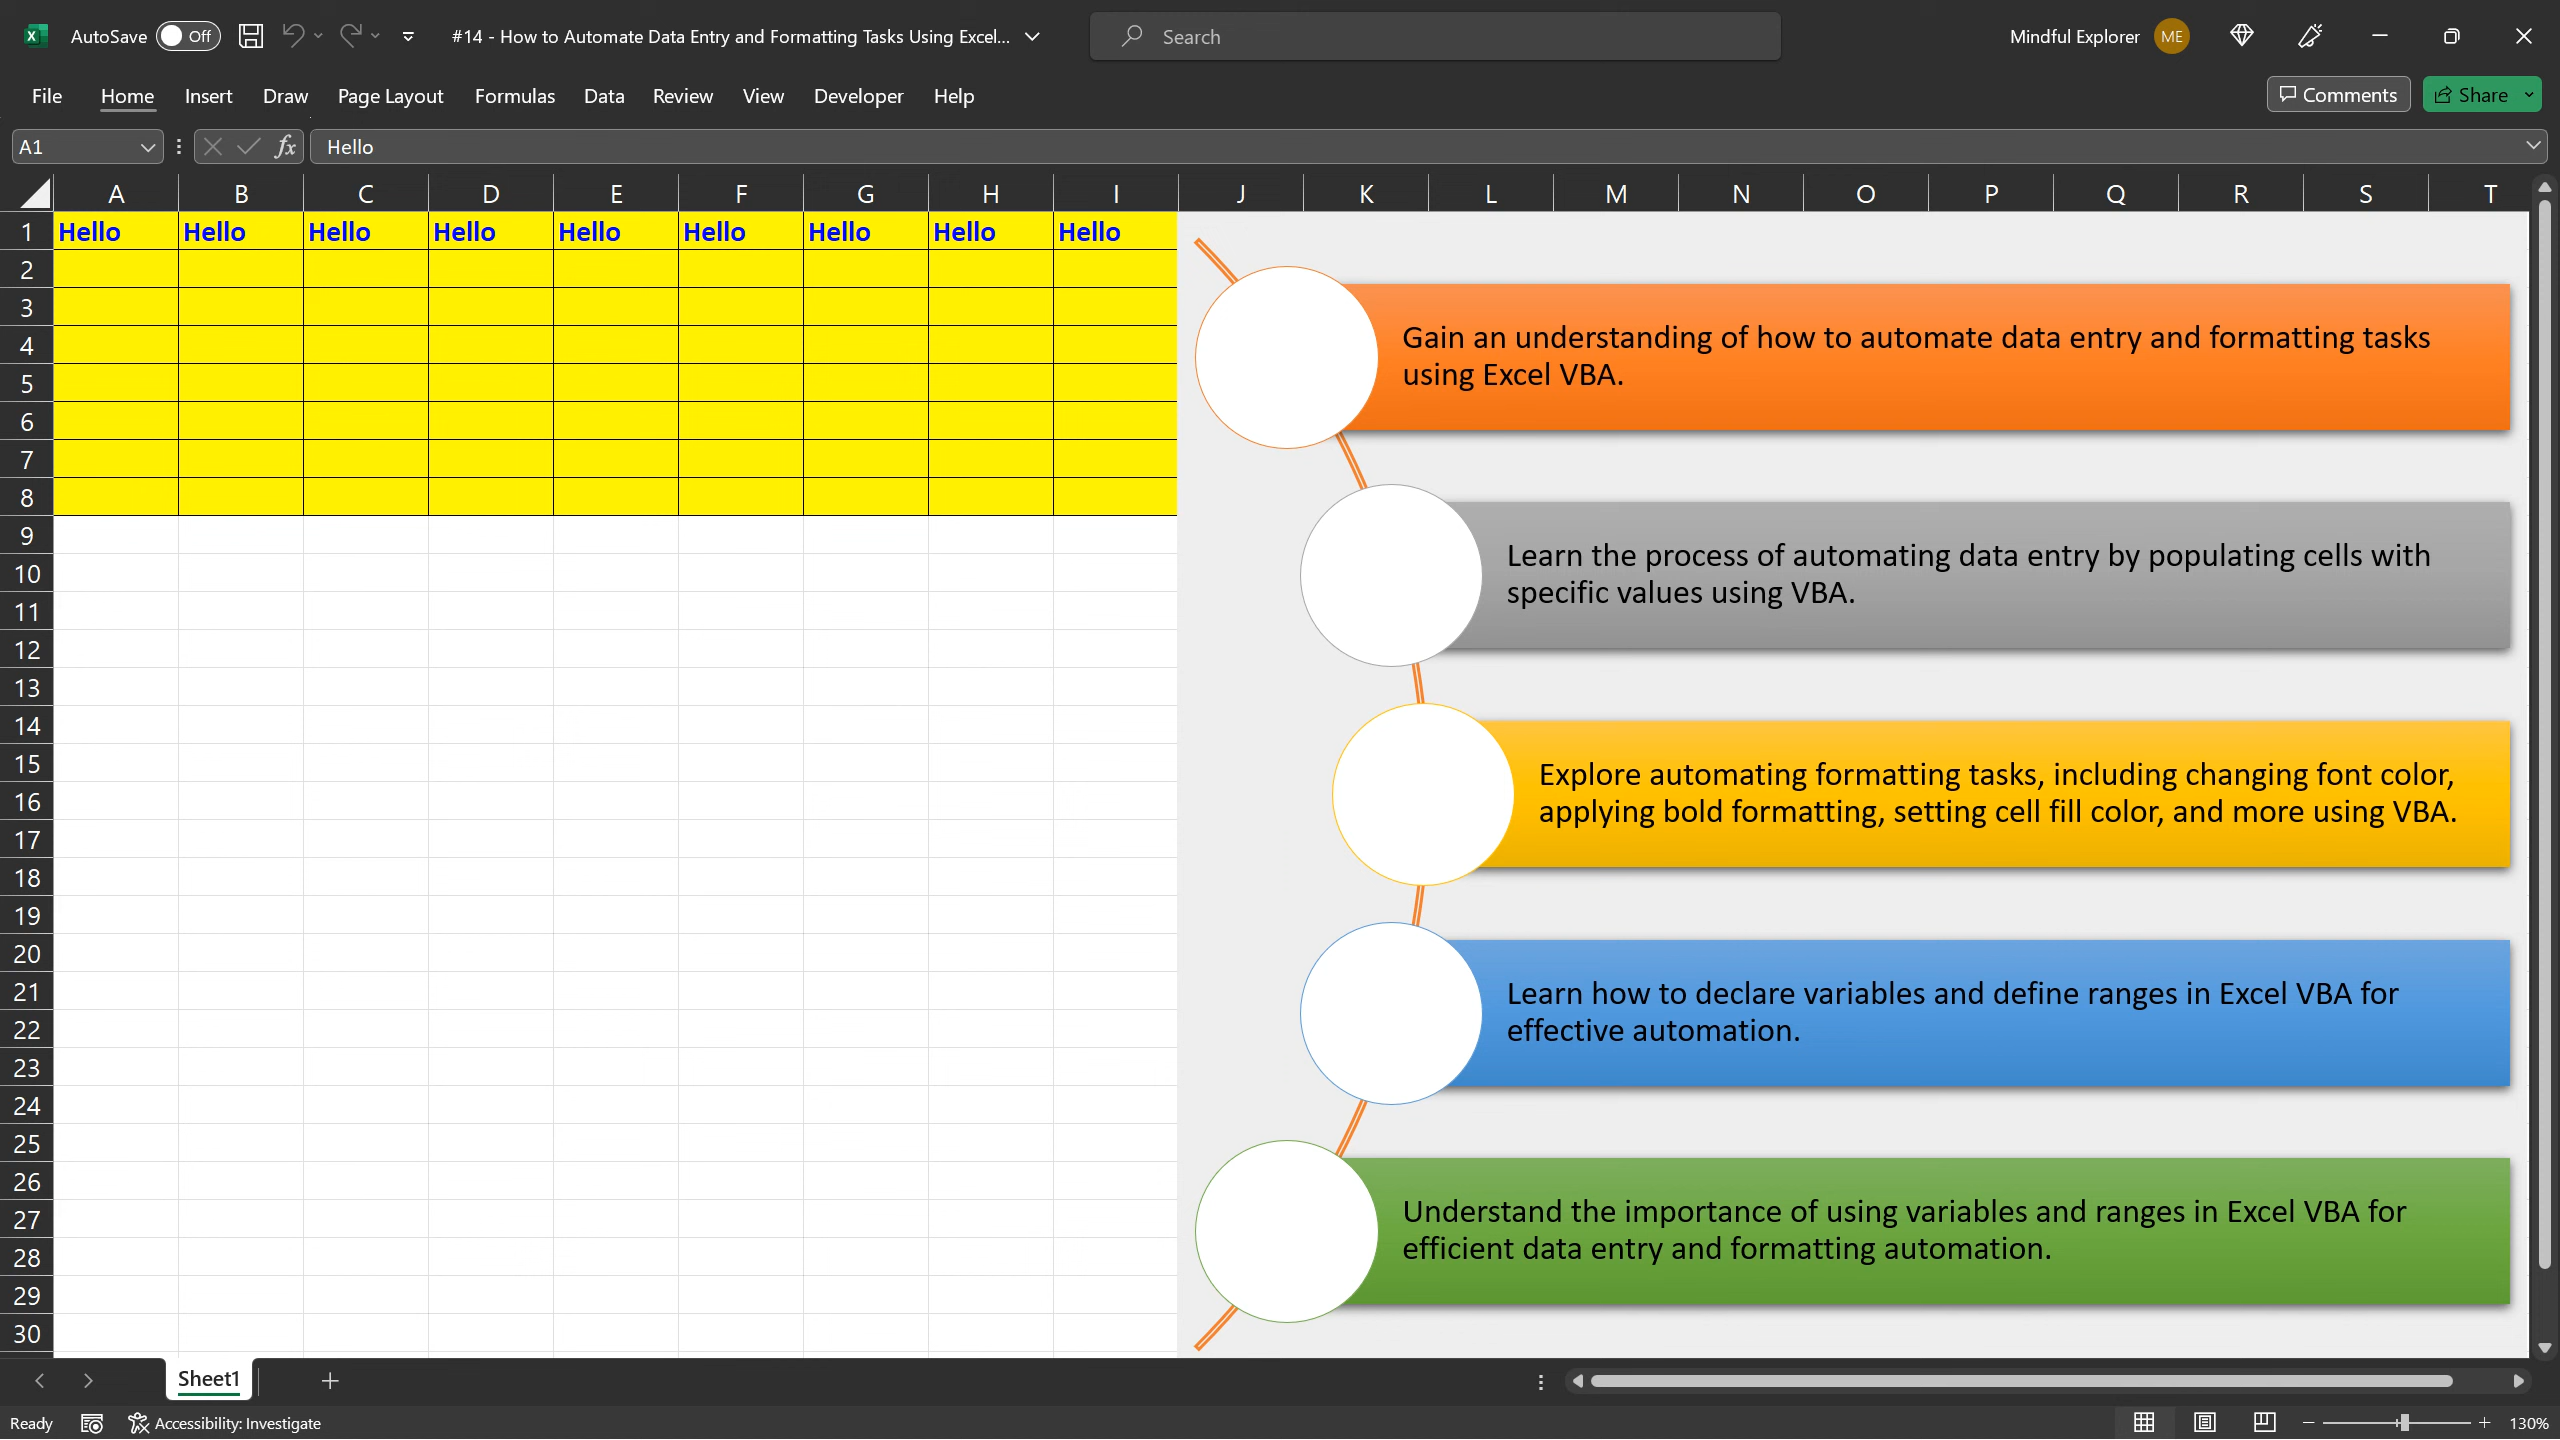 AutoSave Off #14 - How to Automate Data Entry and Formatting Tasks Using Excel... Search Mindful Explorer ME
File Home Insert Draw Page Layout Formulas Data Review View Developer Help Comments Share
A1 fx Hello
A B C D E F G H I J K L M N O P Q R S T
1 Hello Hello Hello Hello Hello Hello Hello Hello Hello
2
3
4
5
6
7
8
9
10
11
12
13
14
15
16
17
18
19
20
21
22
23
24
25
26
27
28
29
30
Gain an understanding of how to automate data entry and formatting tasks
using Excel VBA.
Learn the process of automating data entry by populating cells with
specific values using VBA.
Explore automating formatting tasks, including changing font color,
applying bold formatting, setting cell fill color, and more using VBA.
Learn how to declare variables and define ranges in Excel VBA for
effective automation.
Understand the importance of using variables and ranges in Excel VBA for
efficient data entry and formatting automation.
Sheet1
Ready Accessibility: Investigate 130%